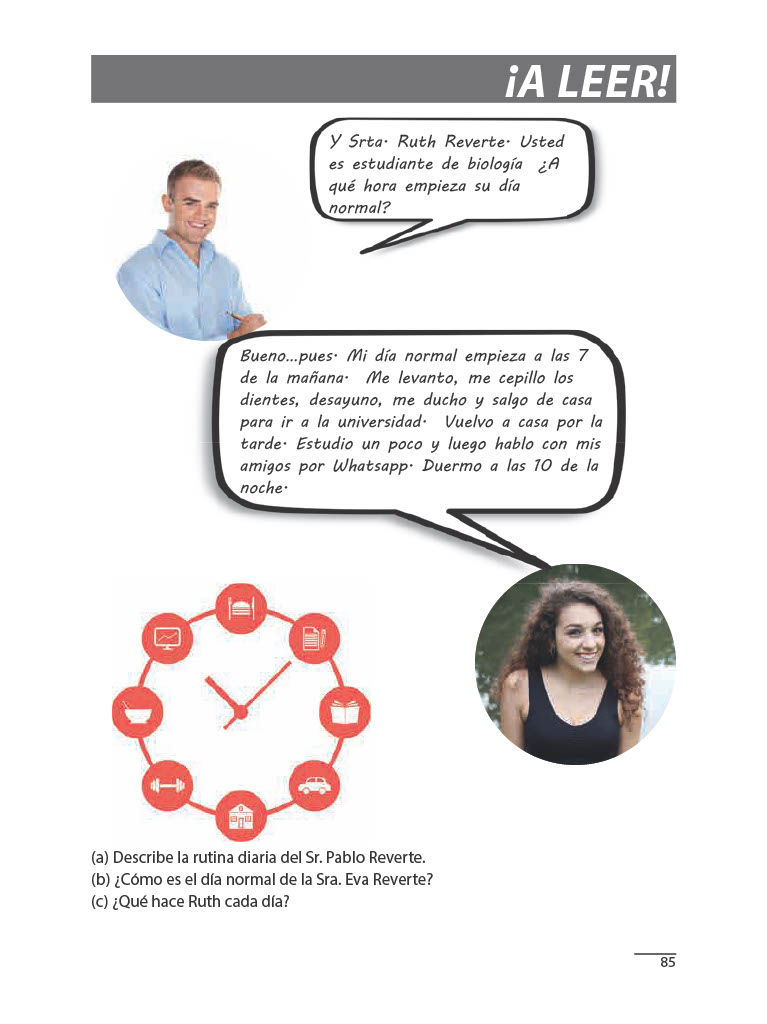 ¡A LEER!
Y Srta. Ruth Reverte. Usted
es estudiante de biología ¿A
qué hora empieza su día
normal?
Bueno...pues. Mi día normal empieza a las 7
de la mañana. Me levanto, me cepillo los
dientes, desayuno, me ducho y salgo de casa
para ir a la universidad. Vuelvo a casa por la
tarde. Estudio un poco y luego hablo con mis
amigos por Whatsapp. Duermo a las 10 de la
noche.
(a) Describe la rutina diaria del Sr. Pablo Reverte.
(b) ¿Cómo es el día normal de la Sra. Eva Reverte?
(c) ¿Qué hace Ruth cada día?
85